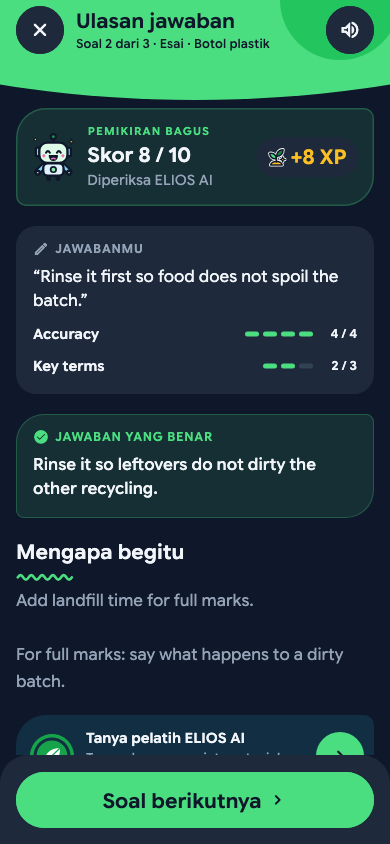 Ulasan jawaban
Soal 2 dari 3 · Esai · Botol plastik
PEMIKIRAN BAGUS
Skor 8 / 10
+8 XP
Diperiksa ELIOS AI
JAWABANMU
“Rinse it first so food does not spoil the
batch.”
Accuracy 4 / 4
Key terms 2 / 3
JAWABAN YANG BENAR
Rinse it so leftovers do not dirty the
other recycling.
Mengapa begitu
Add landfill time for full marks.
For full marks: say what happens to a dirty
batch.
Tanya pelatih ELIOS AI
Soal berikutnya